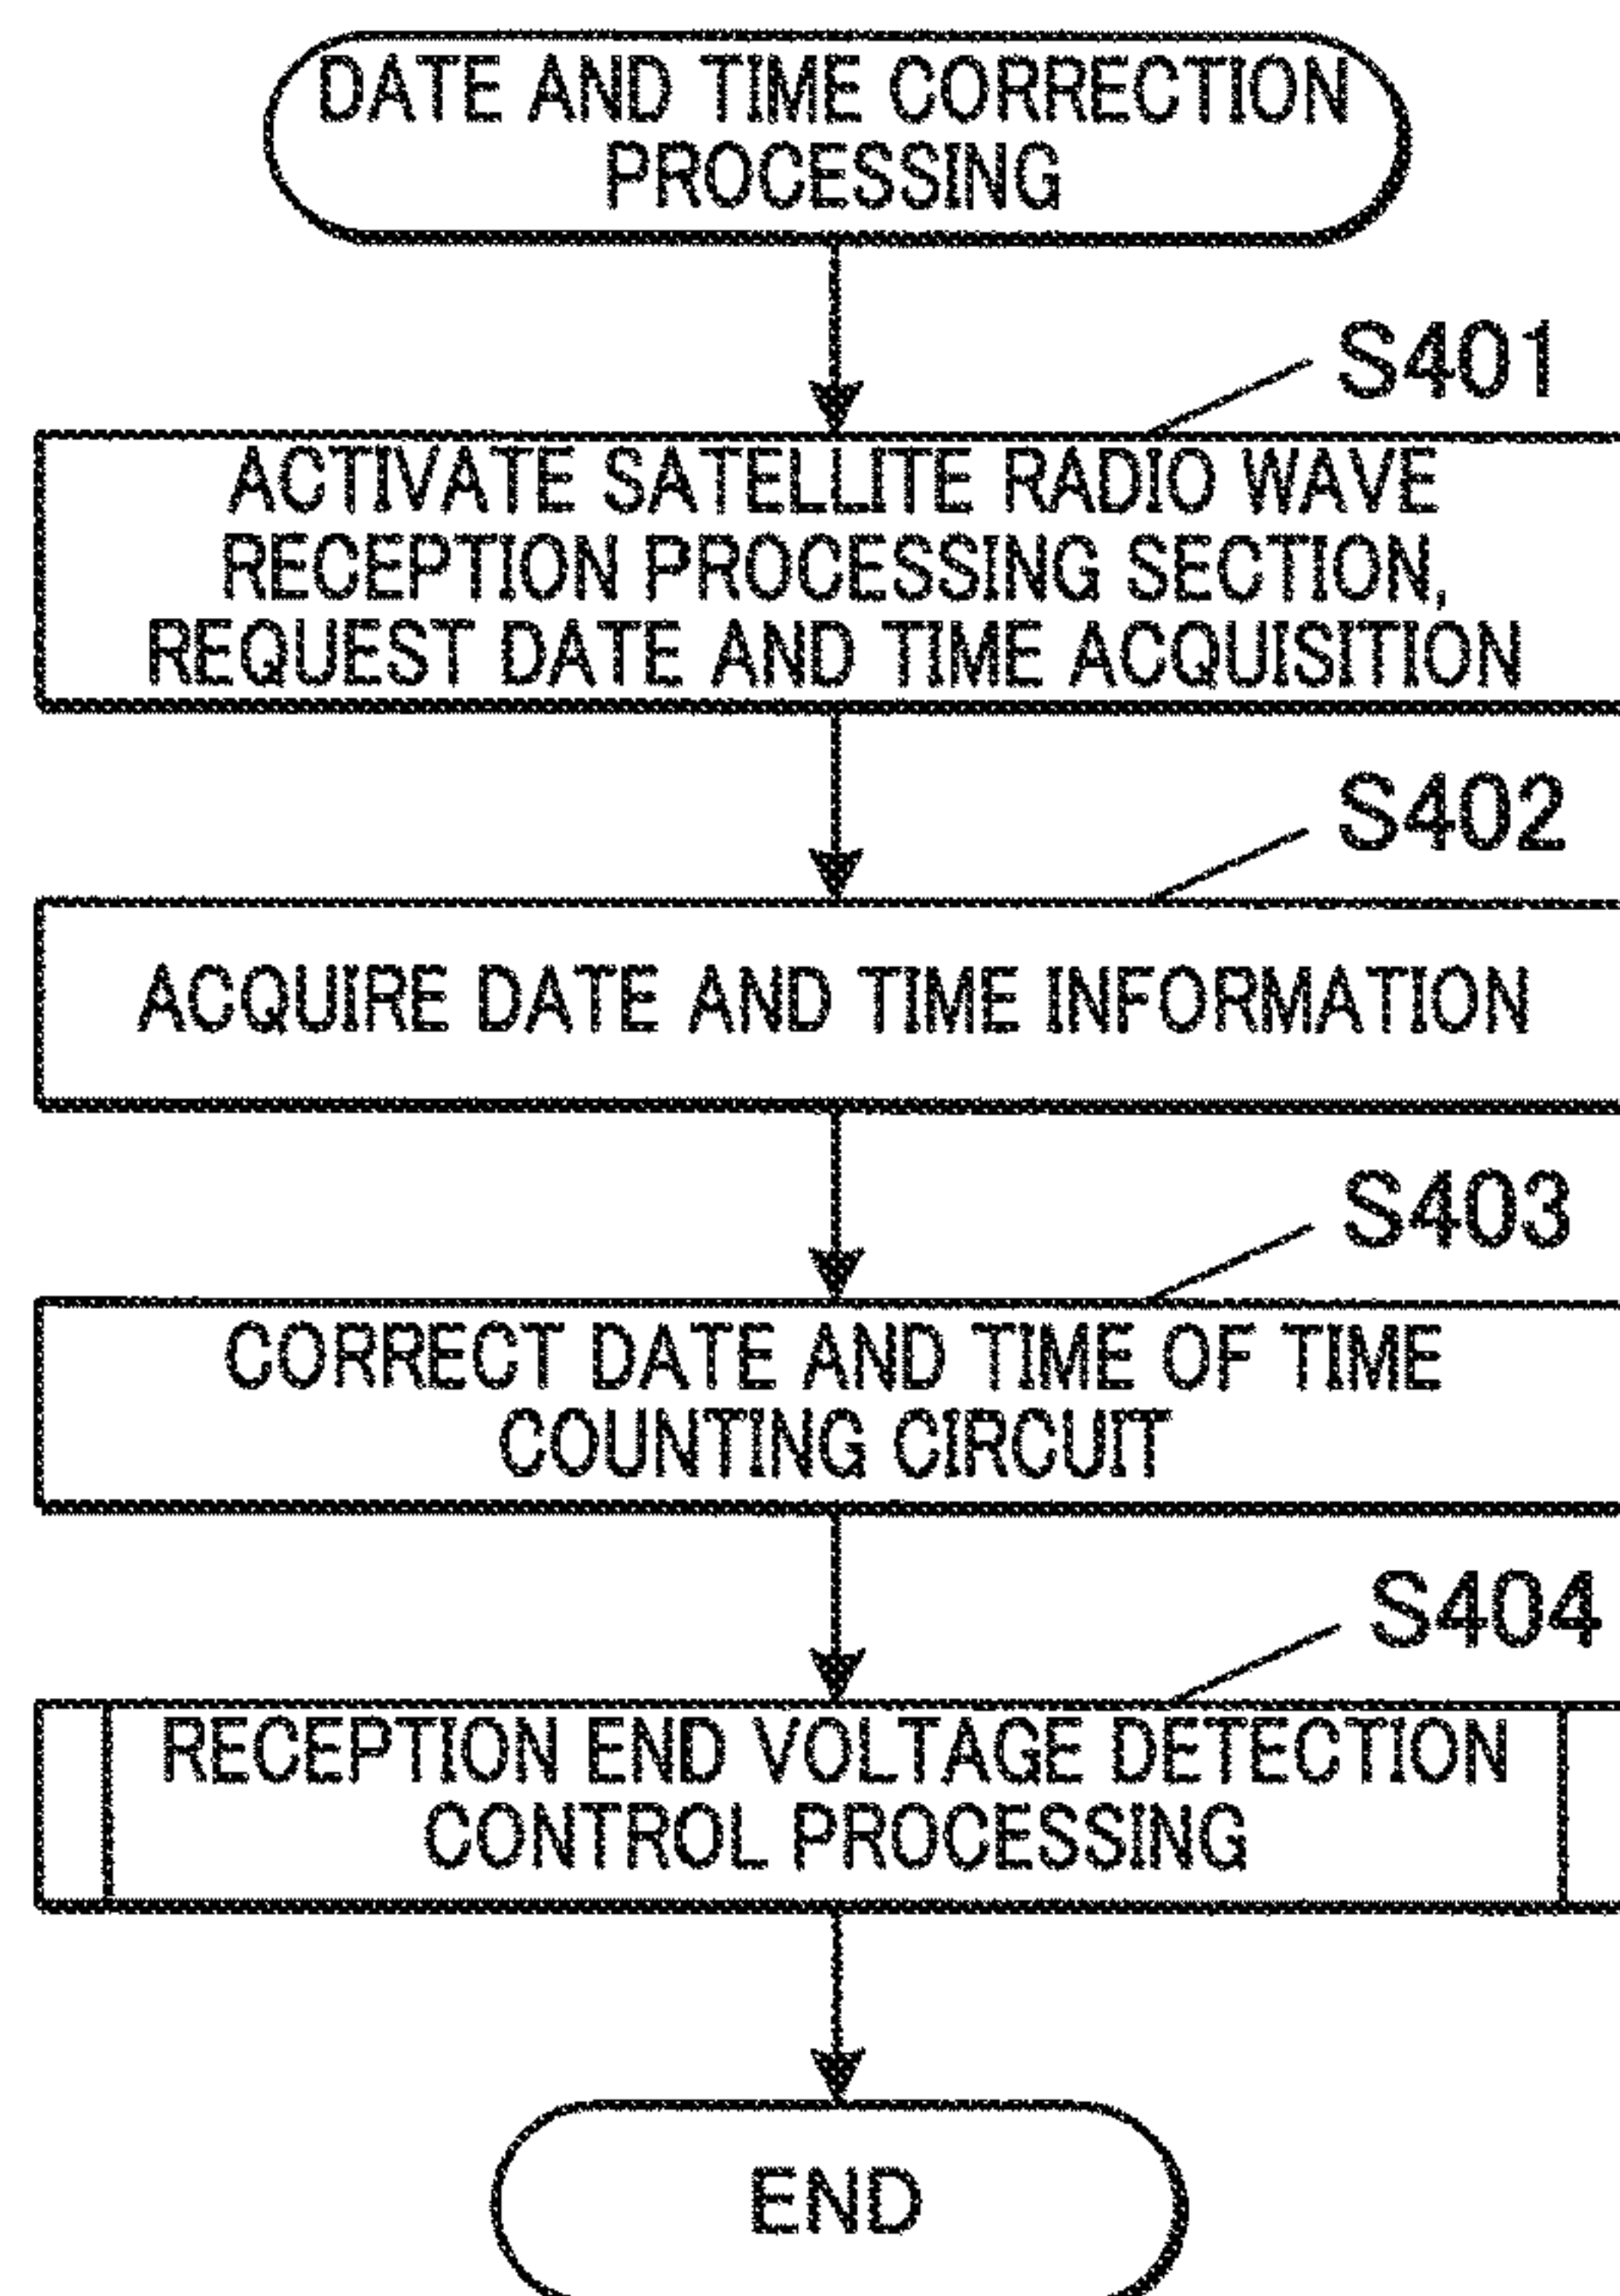 DATE AND TIME CORRECTION
PROCESSING
S401
ACTIVATE SATELLITE RADIO WAVE
RECEPTION PROCESSING SECTION,
REQUEST DATE AND TIME ACQUISITION
S402
ACQUIRE DATE AND TIME INFORMATION
S403
CORRECT DATE AND TIME OF TIME
COUNTING CIRCUIT
S404
RECEPTION END VOLTAGE DETECTION
CONTROL PROCESSING
END